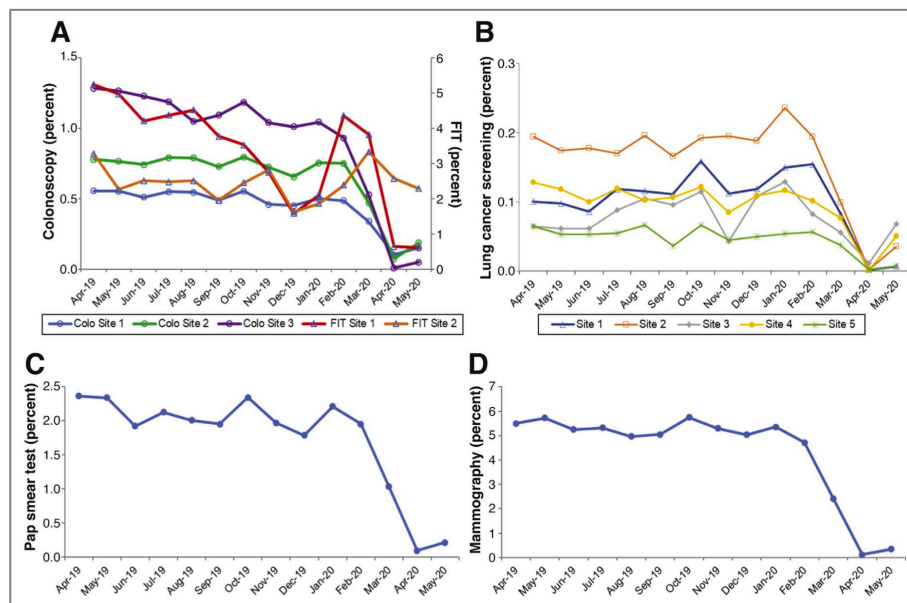 A
Colonoscopy (percent)
1.5
1.0
0.5
0.0
FIT (percent)
6
5
4
3
2
1
0
Apr-19 May-19 Jun-19 Jul-19 Aug-19 Sep-19 Oct-19 Nov-19 Dec-19 Jan-20 Feb-20 Mar-20 Apr-20 May-20
Colo Site 1 Colo Site 2 Colo Site 3 FIT Site 1 FIT Site 2
B
Lung cancer screening (percent)
0.3
0.2
0.1
0.0
Apr-19 May-19 Jun-19 Jul-19 Aug-19 Sep-19 Oct-19 Nov-19 Dec-19 Jan-20 Feb-20 Mar-20 Apr-20 May-20
Site 1 Site 2 Site 3 Site 4 Site 5
C
Pap smear test (percent)
2.5
2.0
1.5
1.0
0.5
0.0
Apr-19 May-19 Jun-19 Jul-19 Aug-19 Sep-19 Oct-19 Nov-19 Dec-19 Jan-20 Feb-20 Mar-20 Apr-20 May-20
D
Mammography (percent)
7
6
5
4
3
2
1
0
Apr-19 May-19 Jun-19 Jul-19 Aug-19 Sep-19 Oct-19 Nov-19 Dec-19 Jan-20 Feb-20 Mar-20 Apr-20 May-20